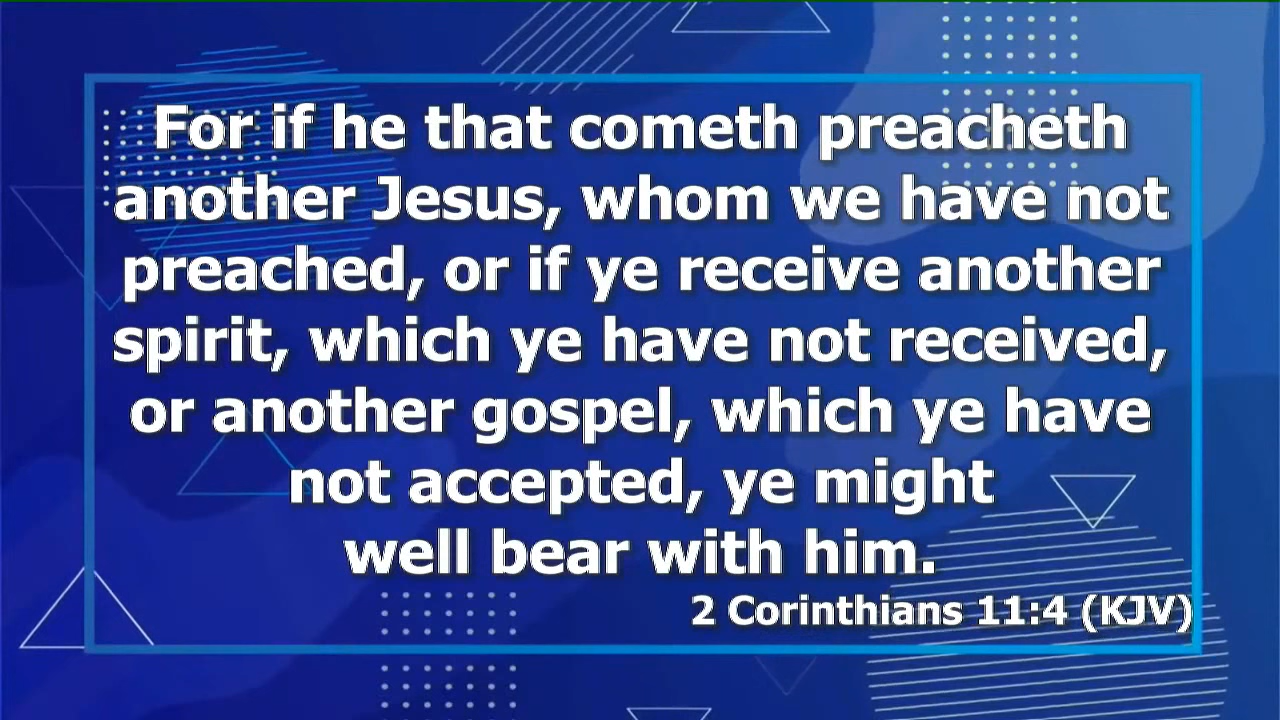 For if he that cometh preacheth
another Jesus, whom we have not
preached, or if ye receive another
spirit, which ye have not received,
or another gospel, which ye have
not accepted, ye might
well bear with him.
2 Corinthians 11:4 (KJV)